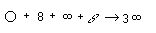 ○ + 8 + ∞ + ⟶ 3 ∞